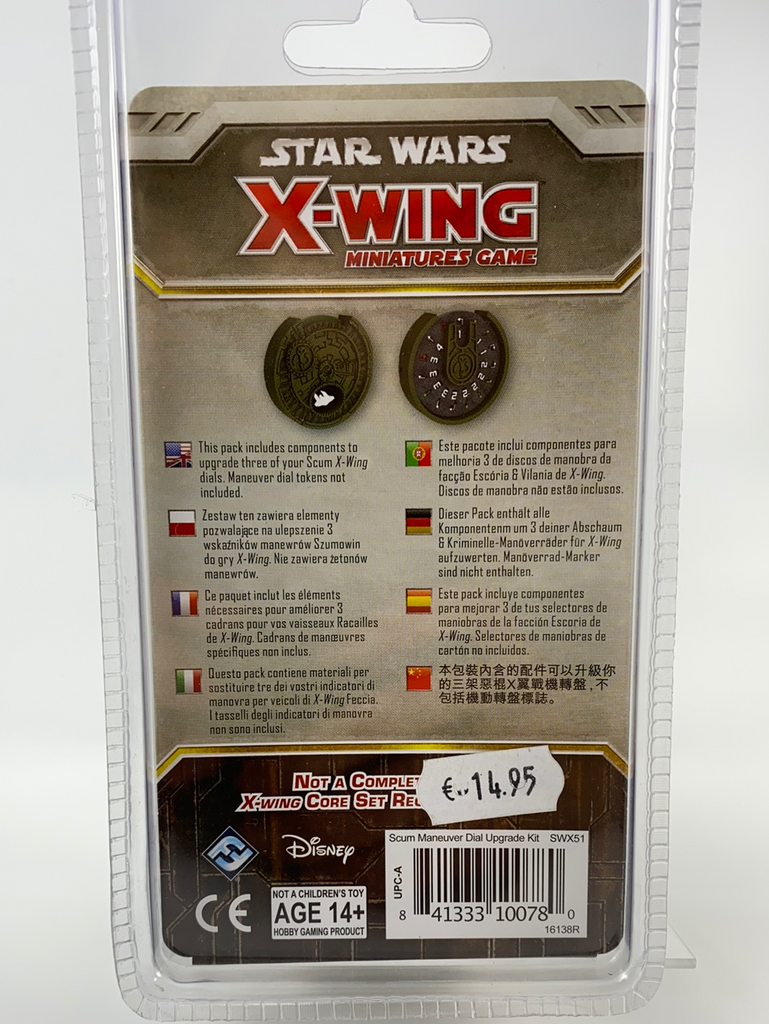 STAR WARS
X-WING
MINIATURES GAME
This pack includes components to
upgrade three of your Scum X-Wing
dials. Maneuver dial tokens not
included.
Zestaw ten zawiera elementy
pozwalające na ulepszenie 3
wskaźników manewrów Szumowin
do gry X-Wing. Nie zawiera żetonów
manewrów.
Ce paquet inclut les éléments
nécessaires pour améliorer 3
cadrans pour vos vaisseaux Racailles
de X-Wing. Cadrans de manœuvres
spécifiques non inclus.
Questo pack contiene materiali per
sostituire tre dei vostri indicatori di
manovra per veicoli di X-Wing Feccia.
I tasselli degli indicatori di manovra
non sono inclusi.
Este pacote inclui componentes para
melhoria 3 de discos de manobra da
facção Escória & Vilania de X-Wing.
Discos de manobra não estão inclusos.
Dieser Pack enthält alle
Komponentenm um 3 deiner Abschaum
& Kriminelle-Manöverräder für X-Wing
aufzuwerten. Manöverrad-Marker
sind nicht enthalten.
Este pack incluye componentes
para mejorar 3 de tus selectores de
maniobras de la facción Escoria de
X-Wing. Selectores de maniobras de
cartón no incluidos.
本包裝內含的配件可以升級你
的三架惡棍X翼戰機轉盤,不
包括機動轉盤標誌。
NOT A COMPLET
X-WING CORE SET REQ
€..14.95
DISNEY
CE
NOT A CHILDREN'S TOY
AGE 14+
HOBBY GAMING PRODUCT
Scum Maneuver Dial Upgrade Kit SWX51
UPC-A
8 41333 10078 0
16138R